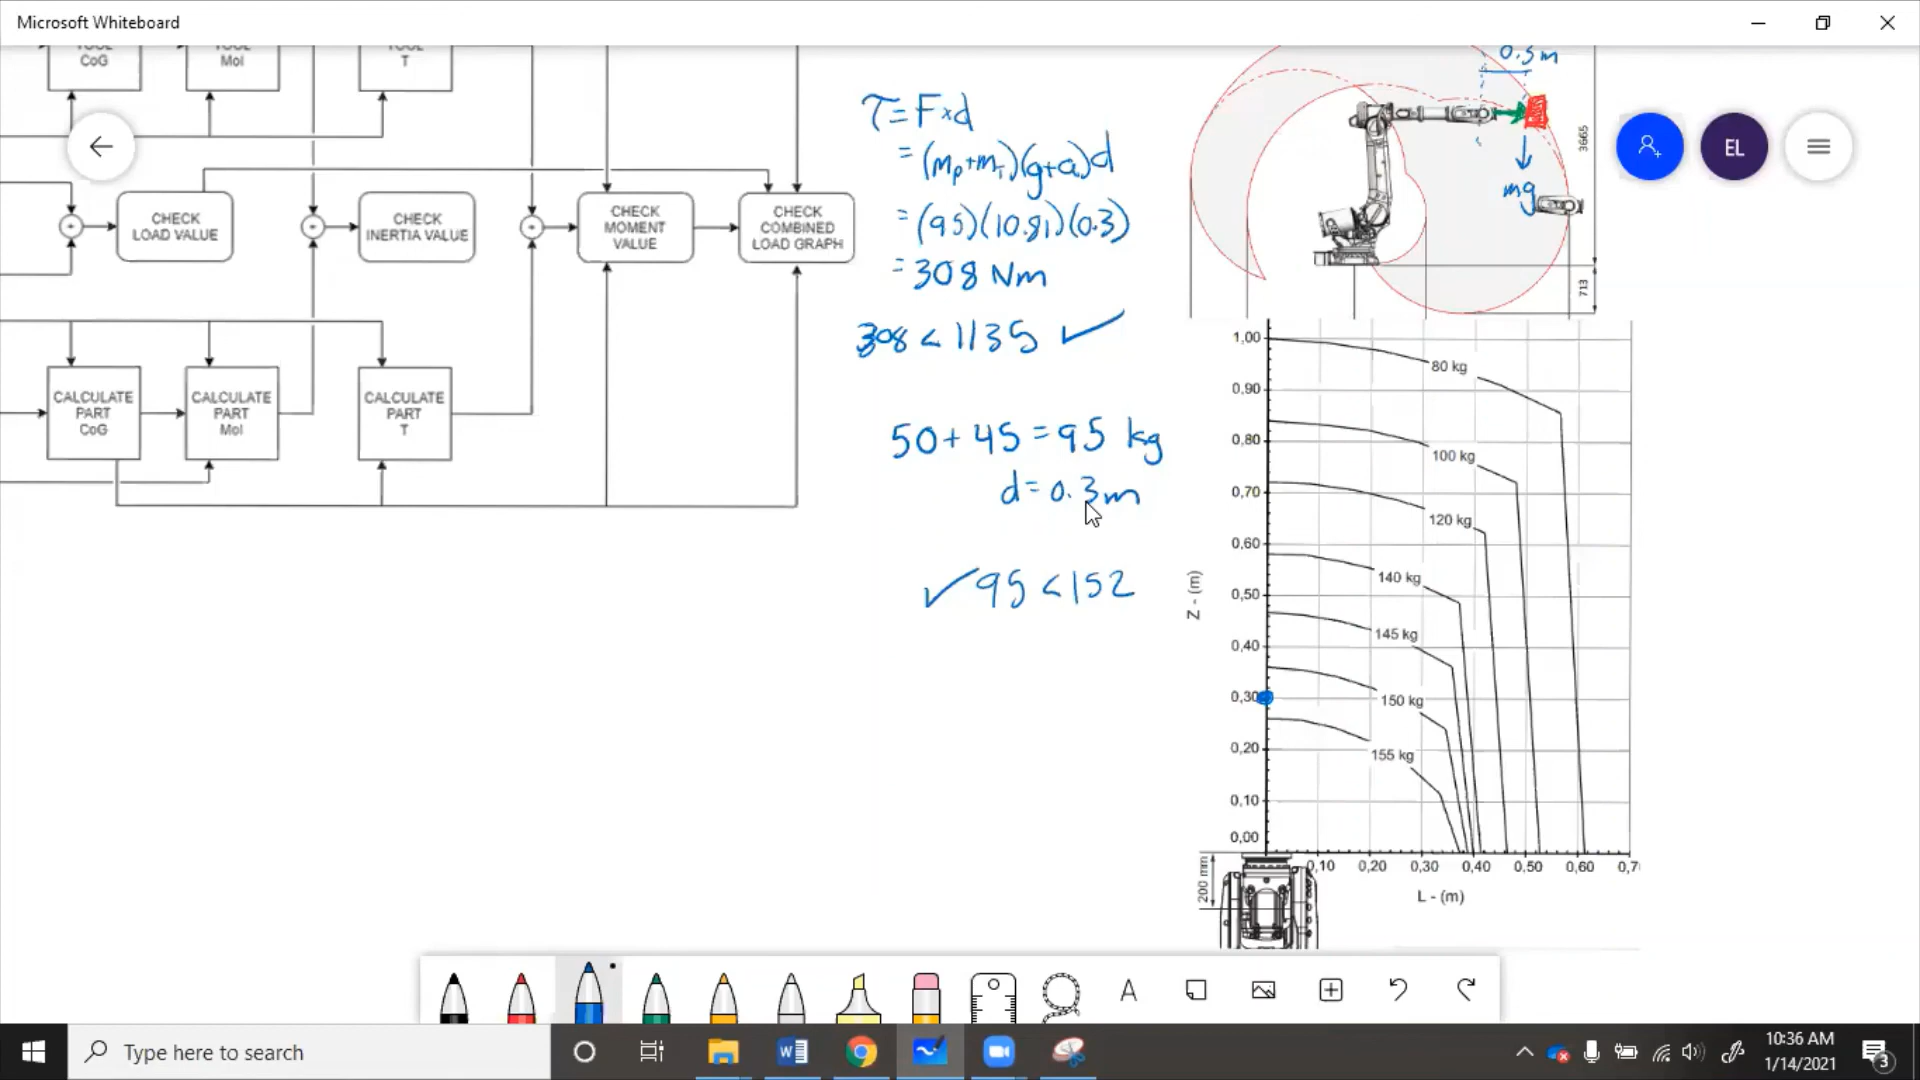 Microsoft Whiteboard
CoG
MoI
T
CHECK
LOAD VALUE
CHECK
INERTIA VALUE
CHECK
MOMENT
VALUE
CHECK
COMBINED
LOAD GRAPH
CALCULATE
PART
CoG
CALCULATE
PART
MoI
CALCULATE
PART
T
τ = F×d
= (mp+mT)(g+a)d
= (95)(10.81)(0.3)
= 308 Nm
308 < 1135 ✓
50 + 45 = 95 kg
d = 0.3m
✓ 95 < 152
0.3 m
mg
3665
713
EL
1,00
0,90
0,80
0,70
0,60
0,50
0,40
0,30
0,20
0,10
0,00
Z - (m)
80 kg
100 kg
120 kg
140 kg
145 kg
150 kg
155 kg
0,10 0,20 0,30 0,40 0,50 0,60 0,7
L - (m)
200 mm
A
Type here to search
10:36 AM
1/14/2021
3